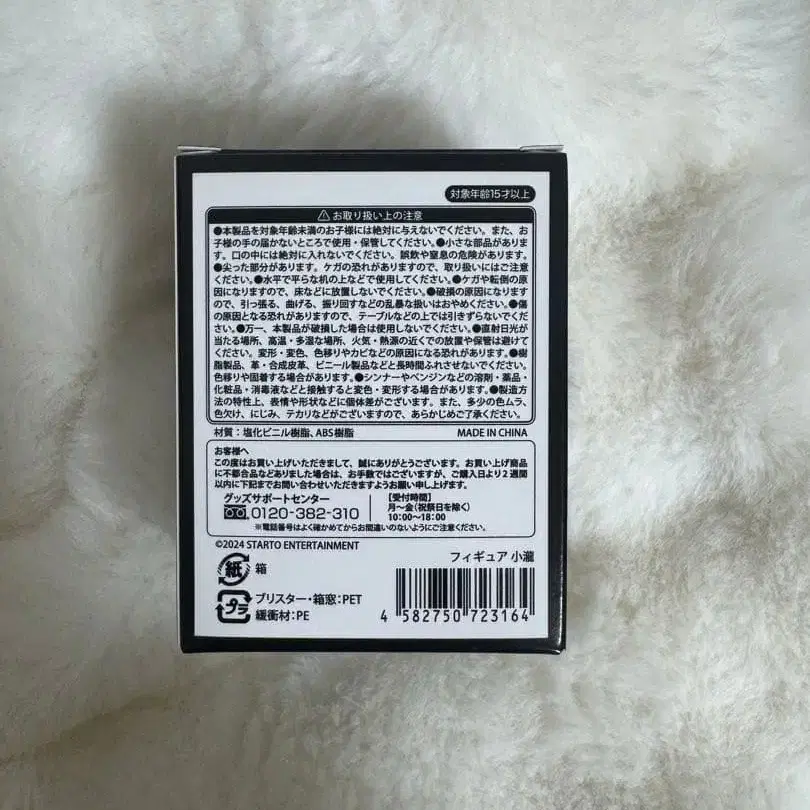 対象年齢15才以上
⚠お取り扱い上の注意
●本製品を対象年齢未満のお子様には絶対に与えないでください。また、お
子様の手の届かないところで使用・保管してください。●小さな部品がありま
す。口の中には絶対に入れないでください。誤飲や窒息の危険があります。
●尖った部分があります。ケガの恐れがありますので、取り扱いにはご注意
ください。●水平で平らな机の上などで使用してください。●ケガや転倒の原
因になりますので、床などに放置しないでください。●破損の原因になります
ので、引っ張る、曲げる、振り回すなどの乱暴な扱いはおやめください。●傷
の原因となる恐れがありますので、テーブルなどの上では引きずらないでくだ
さい。●万一、本製品が破損した場合は使用しないでください。●直射日光が
当たる場所、高温・多湿な場所、火気・熱源の近くでの放置や保管は避けてく
ださい。変形・変色、色移りやカビなどの原因になる恐れがあります。●樹
脂製品、革・合成皮革、ビニール製品などと長時間ふれさせないでください。
色移りや固着する場合があります。●シンナーやベンジンなどの溶剤・薬品・
化粧品・消毒液などと接触すると変色・変形する場合があります。●製造方
法の特性上、表情や形状などに個体差がございます。また、多少の色ムラ、
色欠け、にじみ、テカリなどがございますので、あらかじめご了承ください。
材質：塩化ビニル樹脂、ABS樹脂 MADE IN CHINA
お客様へ
この度はお買い上げいただきまして、誠にありがとうございます。お買い上げ商品
に不都合品などありました場合は、お手数ではございますが、ご購入日より2週間
以内に下記までお問い合わせいただきますようお願い申し上げます。
グッズサポートセンター
0120-382-310
【受付時間】
月〜金(祝祭日を除く)
10:00〜18:00
※電話番号はよく確かめてからお間違いのないようにご注意ください。
©2024 STARTO ENTERTAINMENT
フィギュア 小瀧
紙 箱
プラ ブリスター・箱窓：PET
緩衝材：PE
4 582750 723164